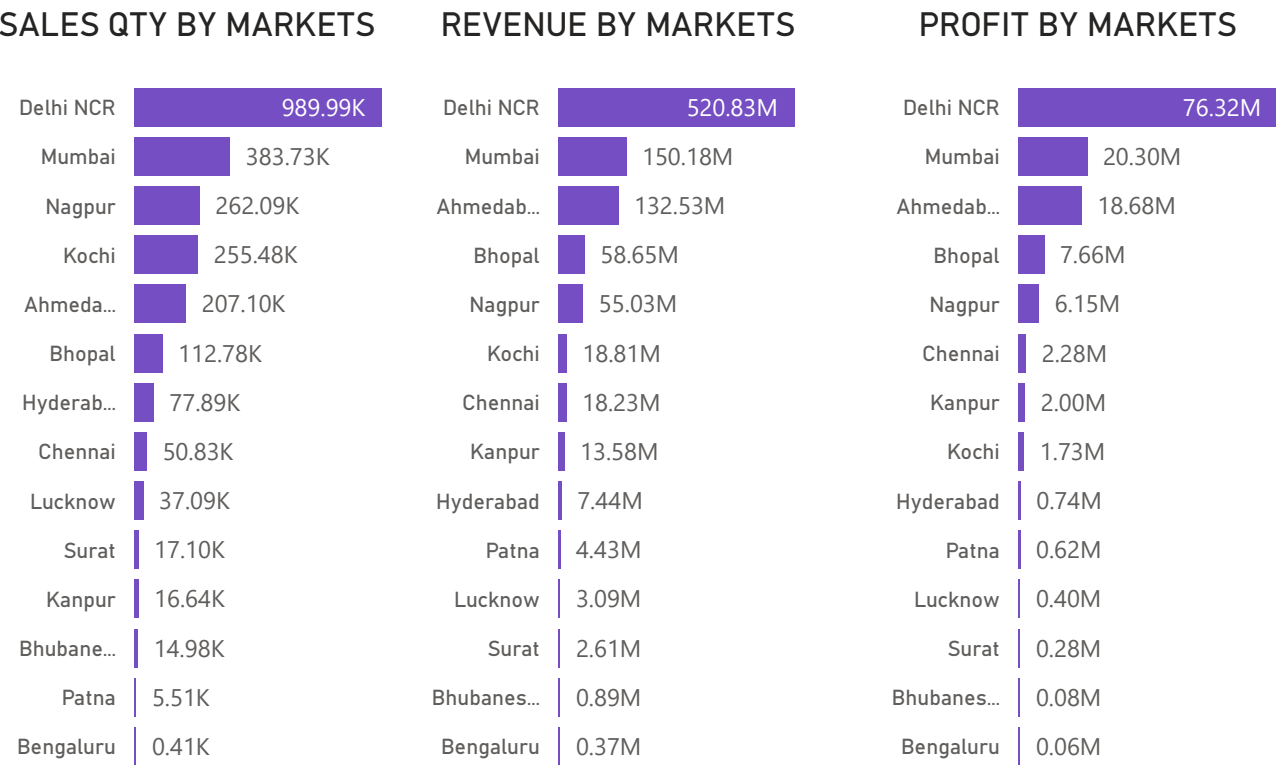 SALES QTY BY MARKETS
Delhi NCR 989.99K
Mumbai 383.73K
Nagpur 262.09K
Kochi 255.48K
Ahmeda... 207.10K
Bhopal 112.78K
Hyderab... 77.89K
Chennai 50.83K
Lucknow 37.09K
Surat 17.10K
Kanpur 16.64K
Bhubane... 14.98K
Patna 5.51K
Bengaluru 0.41K
REVENUE BY MARKETS
Delhi NCR 520.83M
Mumbai 150.18M
Ahmedab... 132.53M
Bhopal 58.65M
Nagpur 55.03M
Kochi 18.81M
Chennai 18.23M
Kanpur 13.58M
Hyderabad 7.44M
Patna 4.43M
Lucknow 3.09M
Surat 2.61M
Bhubanes... 0.89M
Bengaluru 0.37M
PROFIT BY MARKETS
Delhi NCR 76.32M
Mumbai 20.30M
Ahmedab... 18.68M
Bhopal 7.66M
Nagpur 6.15M
Chennai 2.28M
Kanpur 2.00M
Kochi 1.73M
Hyderabad 0.74M
Patna 0.62M
Lucknow 0.40M
Surat 0.28M
Bhubanes... 0.08M
Bengaluru 0.06M